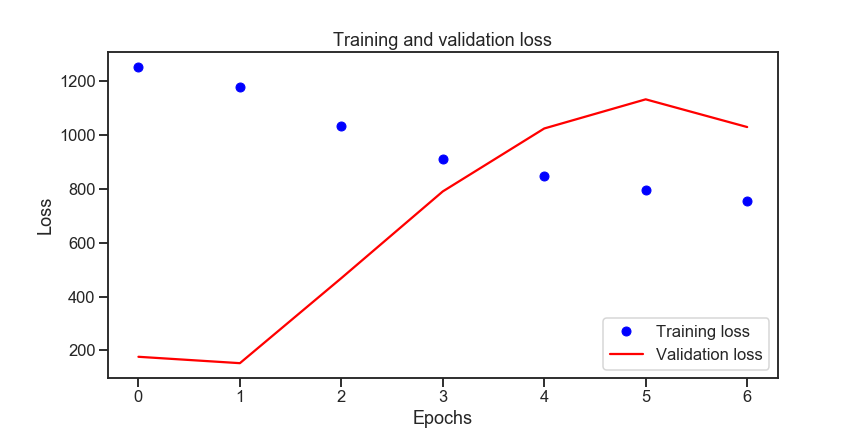 Training and validation loss
1200
1000
800
600
400
200
Loss
0 1 2 3 4 5 6
Epochs
Training loss
Validation loss